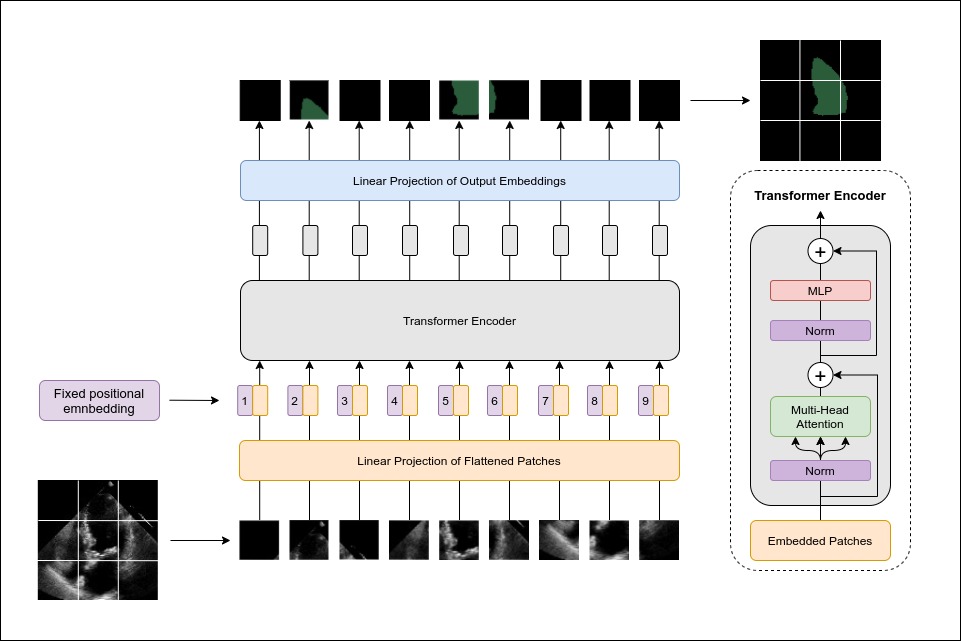 Linear Projection of Output Embeddings
Transformer Encoder
Fixed positional
emnbedding
1 2 3 4 5 6 7 8 9
Linear Projection of Flattened Patches
Transformer Encoder
+
MLP
Norm
+
Multi-Head
Attention
Norm
Embedded Patches